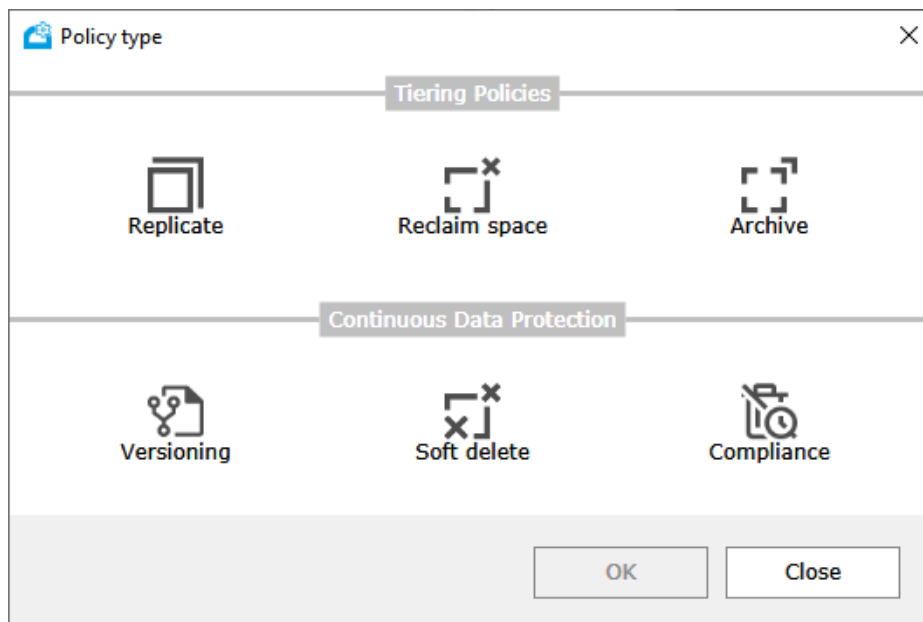 Policy type
Tiering Policies
Replicate
Reclaim space
Archive
Continuous Data Protection
Versioning
Soft delete
Compliance
OK
Close